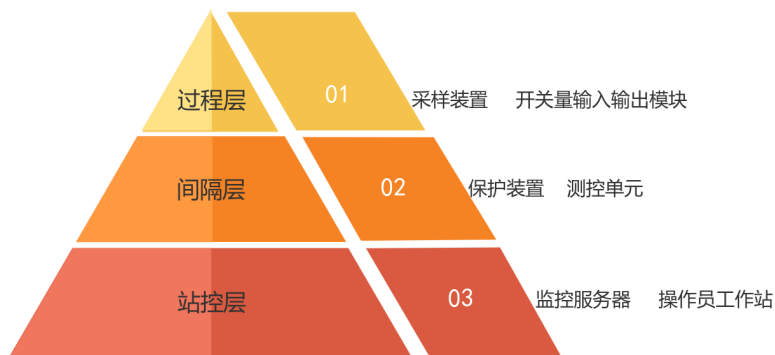 过程层 01 采样装置 开关量输入输出模块
间隔层 02 保护装置 测控单元
站控层 03 监控服务器 操作员工作站